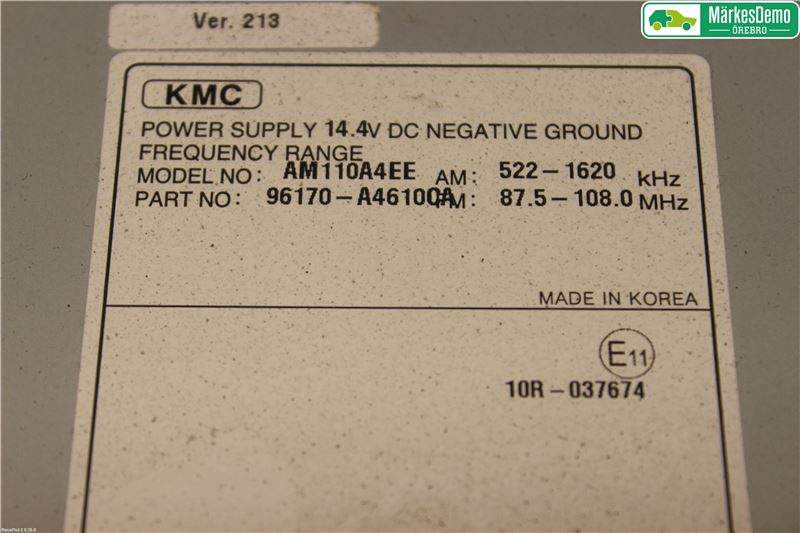 Ver. 213
MärkesDemo
ÖREBRO
KMC
POWER SUPPLY 14.4V DC NEGATIVE GROUND
FREQUENCY RANGE
MODEL NO: AM110A4EE AM: 522-1620 kHz
PART NO: 96170-A4610CA FM: 87.5-108.0 MHz
MADE IN KOREA
E11
10R-037674